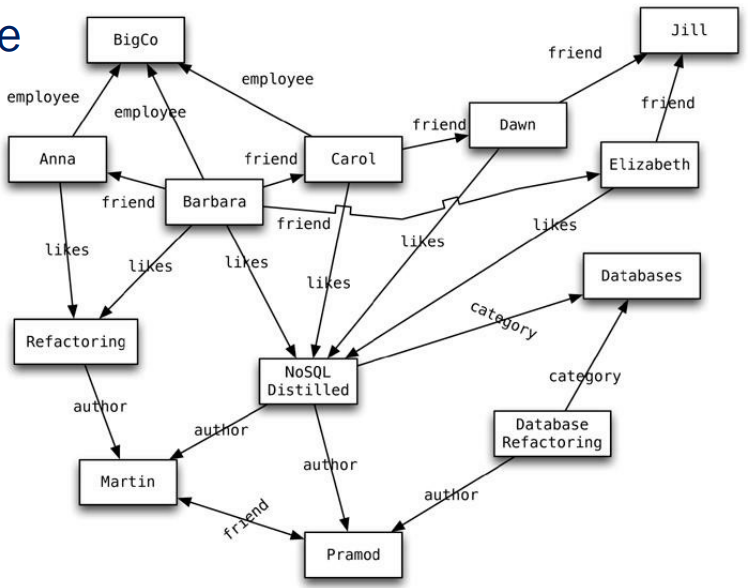 e
BigCo
Jill
friend
employee
employee
employee
friend
Dawn
friend
Anna
friend
Carol
Elizabeth
friend
Barbara
friend
likes
likes
likes
likes
likes
likes
Databases
category
Refactoring
NoSQL
Distilled
category
author
author
Database
Refactoring
author
Martin
author
friend
Pramod